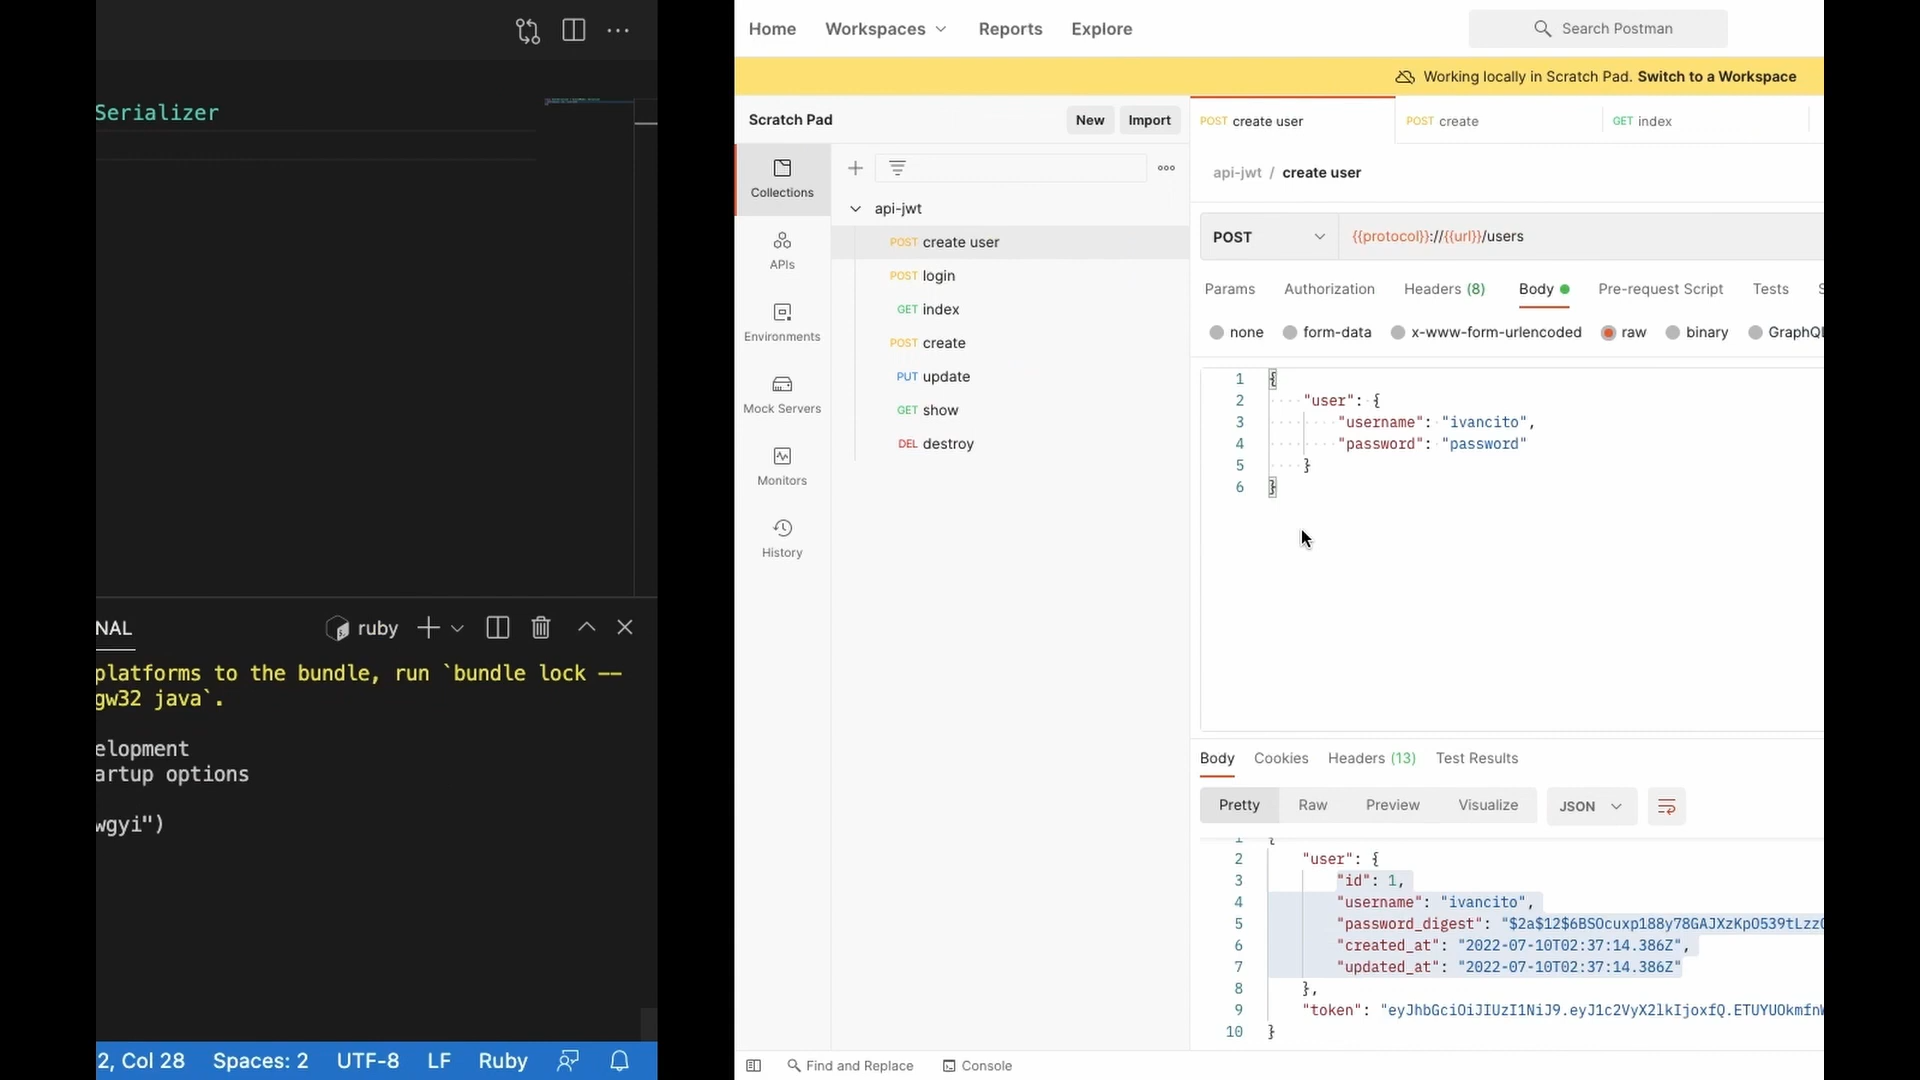 Serializer
NAL
ruby
platforms to the bundle, run `bundle lock --
gw32 java`.
elopment
artup options
wgyi")
2, Col 28 Spaces: 2 UTF-8 LF Ruby
Home Workspaces Reports Explore
Search Postman
Working locally in Scratch Pad. Switch to a Workspace
Scratch Pad
New Import
Collections
APIs
Environments
Mock Servers
Monitors
History
api-jwt
POST create user
POST login
GET index
POST create
PUT update
GET show
DEL destroy
POST create user POST create GET index
api-jwt / create user
POST {{protocol}}://{{url}}/users
Params Authorization Headers (8) Body Pre-request Script Tests S
none form-data x-www-form-urlencoded raw binary GraphQL
1 {
2 "user": {
3 "username": "ivancito",
4 "password": "password"
5 }
6 }
Body Cookies Headers (13) Test Results
Pretty Raw Preview Visualize JSON
1 {
2 "user": {
3 "id": 1,
4 "username": "ivancito",
5 "password_digest": "$2a$12$6BSOcuxp188y78GAJXzKpO539tLzz
6 "created_at": "2022-07-10T02:37:14.386Z",
7 "updated_at": "2022-07-10T02:37:14.386Z"
8 },
9 "token": "eyJhbGciOiJIUzI1NiJ9.eyJ1c2VyX2lkIjoxfQ.ETUYUOkmfn
10 }
Find and Replace Console